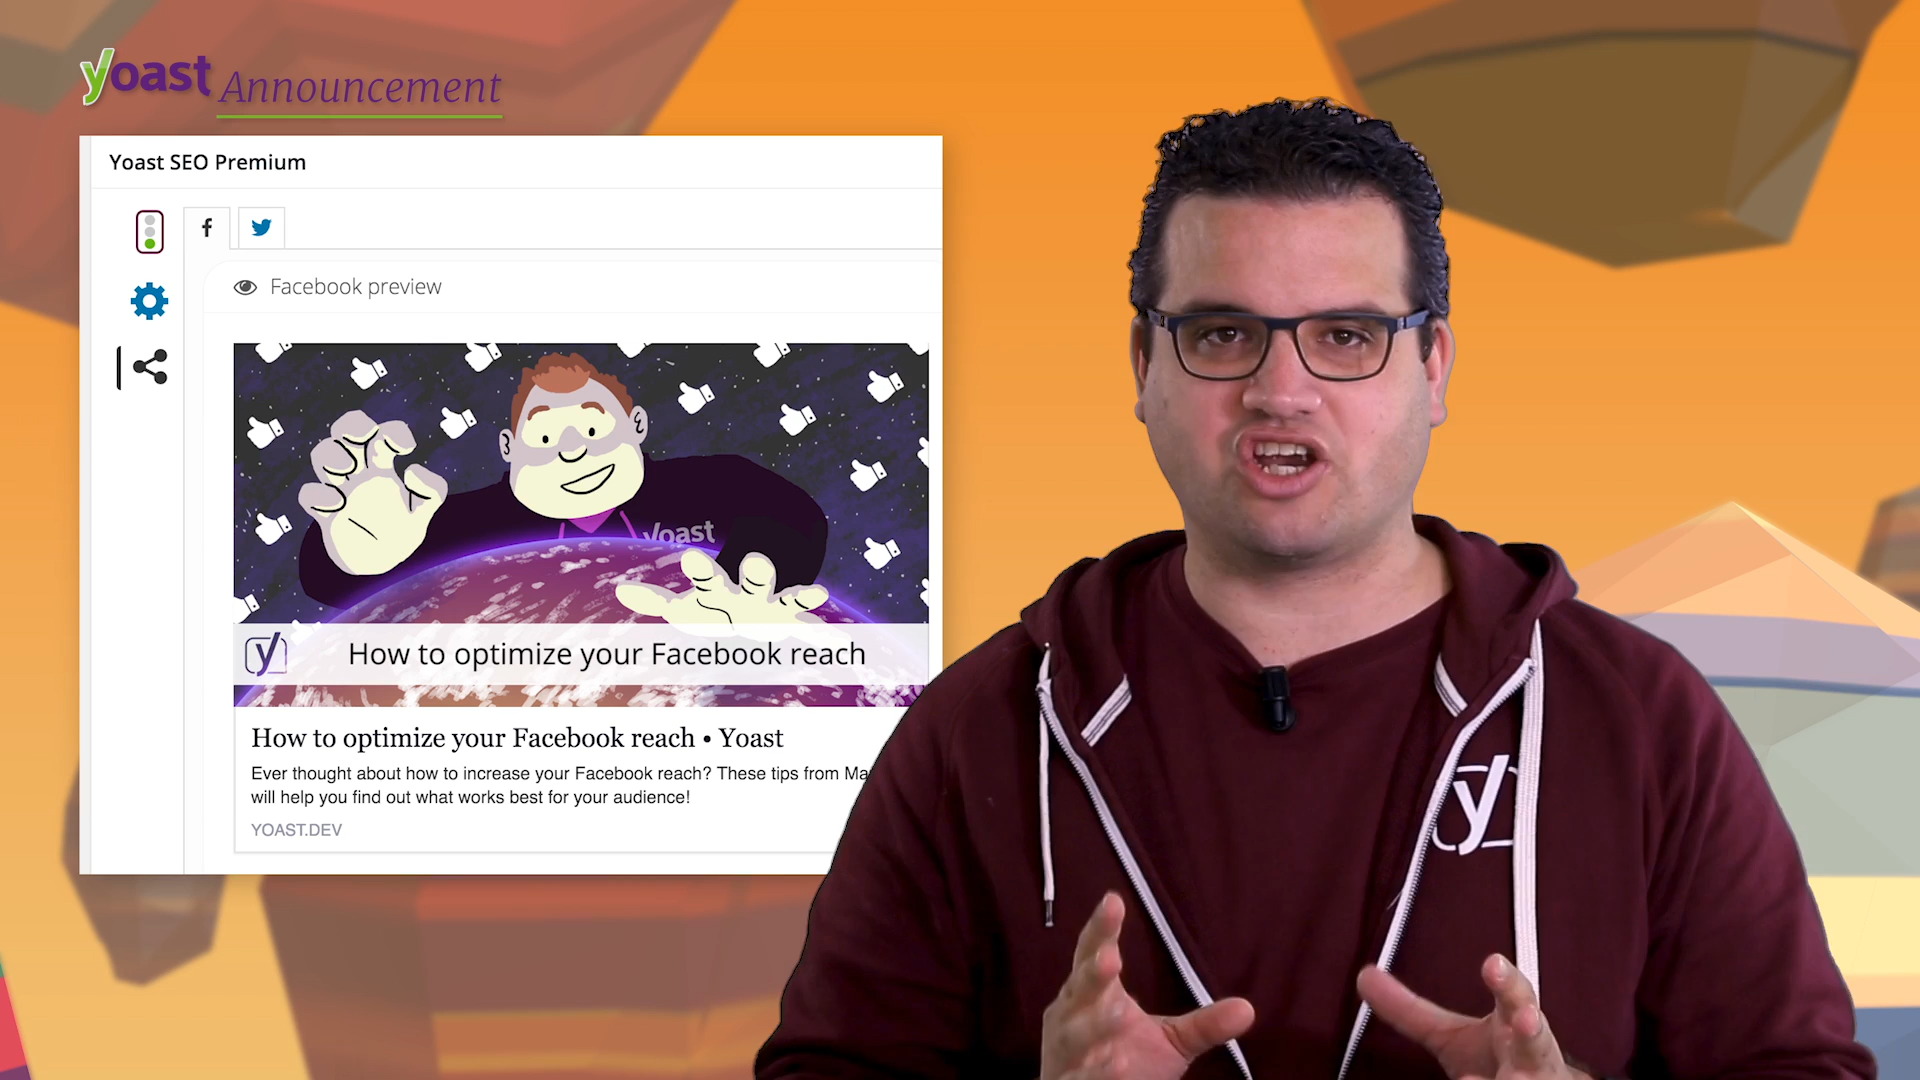 yoast Announcement
Yoast SEO Premium
Facebook preview
yoast
How to optimize your Facebook reach
How to optimize your Facebook reach • Yoast
Ever thought about how to increase your Facebook reach? These tips from
will help you find out what works best for your audience!
YOAST.DEV